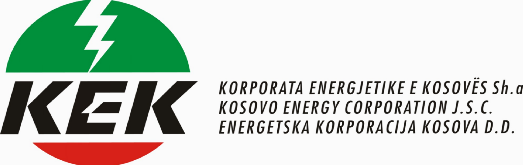 KEK
KORPORATA ENERGJETIKE E KOSOVËS Sh.a
KOSOVO ENERGY CORPORATION J.S.C.
ENERGETSKA KORPORACIJA KOSOVA D.D.